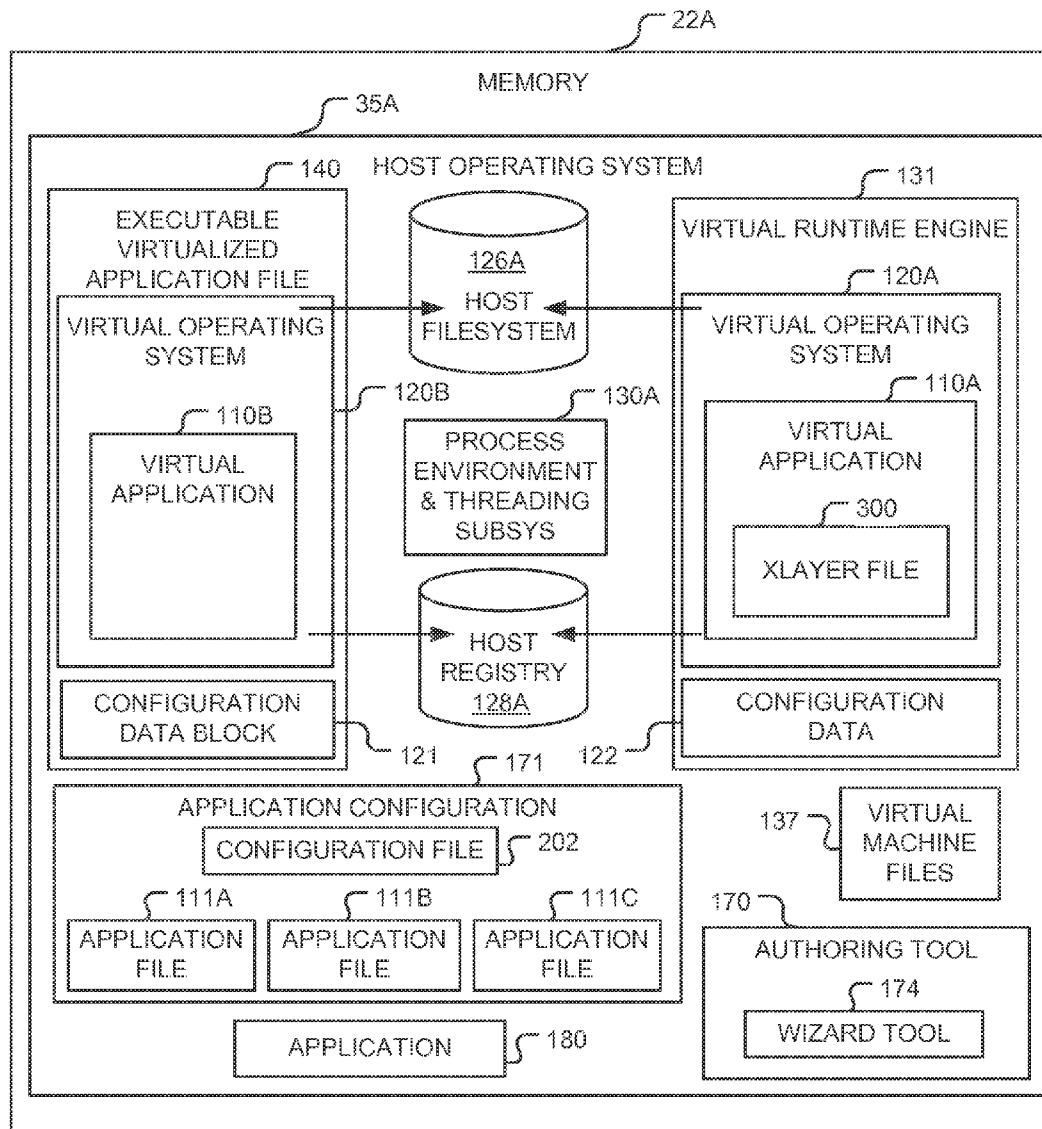 22A
MEMORY
35A
HOST OPERATING SYSTEM
140
EXECUTABLE
VIRTUALIZED
APPLICATION FILE
VIRTUAL OPERATING
SYSTEM
120B
110B
VIRTUAL
APPLICATION
CONFIGURATION
DATA BLOCK
121
126A
HOST
FILESYSTEM
130A
PROCESS
ENVIRONMENT
& THREADING
SUBSYS
HOST
REGISTRY
128A
131
VIRTUAL RUNTIME ENGINE
120A
VIRTUAL OPERATING
SYSTEM
110A
VIRTUAL
APPLICATION
300
XLAYER FILE
122
CONFIGURATION
DATA
171
APPLICATION CONFIGURATION
CONFIGURATION FILE
202
111A
APPLICATION
FILE
111B
APPLICATION
FILE
111C
APPLICATION
FILE
137
VIRTUAL
MACHINE
FILES
170
AUTHORING TOOL
174
WIZARD TOOL
APPLICATION
180